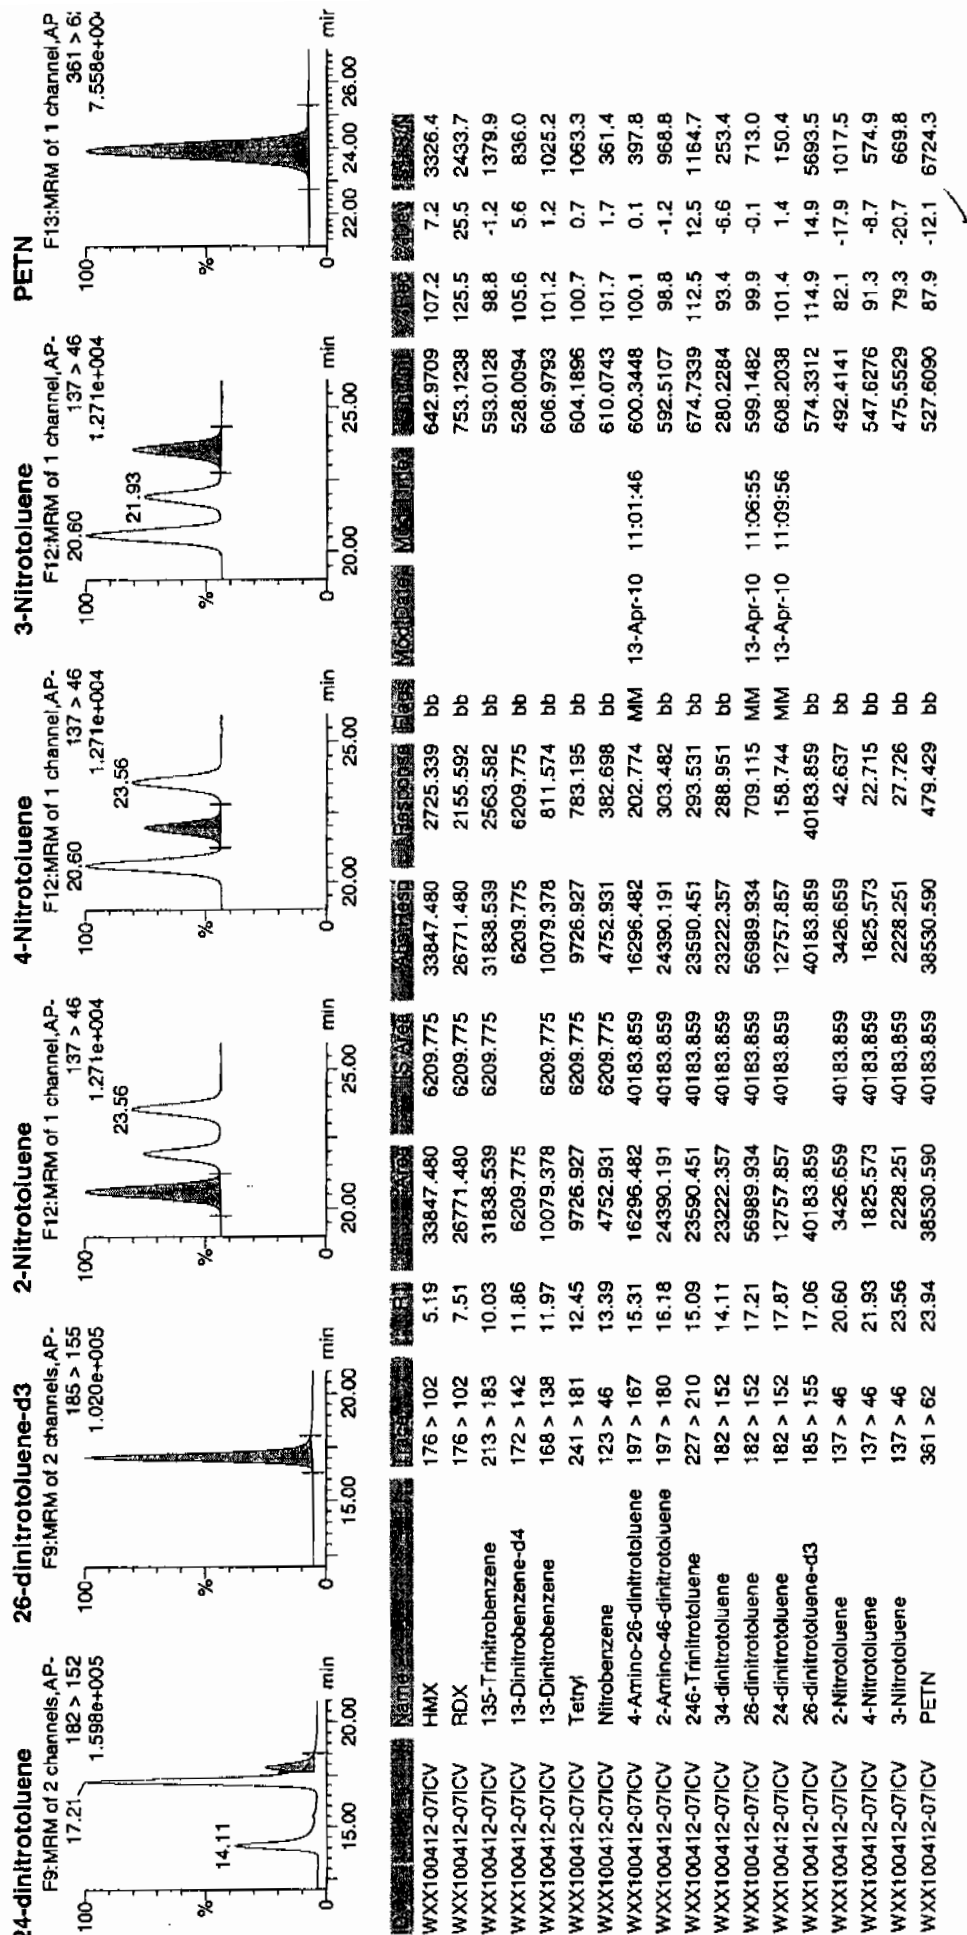 24-dinitrotoluene
F9:MRM of 2 channels,AP-
182 > 152
1.598e+005
100
17.21
14.11
%
0
15.00 20.00 min
26-dinitrotoluene-d3
F9:MRM of 2 channels,AP-
185 > 155
1.020e+005
100
%
0
15.00 20.00 min
2-Nitrotoluene
F12:MRM of 1 channel,AP-
137 > 46
1.271e+004
100
23.56
%
0
20.00 25.00 min
4-Nitrotoluene
F12:MRM of 1 channel,AP-
137 > 46
1.271e+004
100
20.60
23.56
%
0
20.00 25.00 min
3-Nitrotoluene
F12:MRM of 1 channel,AP-
137 > 46
1.271e+004
100
20.60
21.93
%
0
20.00 25.00 min
PETN
F13:MRM of 1 channel,AP
361 > 62
7.558e+004
100
%
0
22.00 24.00 26.00 min
Name Trace RT Area IS Area Response Flags ModDate ModTime %Rec %Dev
WXX100412-07ICV HMX 176 > 102 5.19 33847.480 6209.775 33847.480 2725.339 bb 642.9709 107.2 7.2 3326.4
WXX100412-07ICV RDX 176 > 102 7.51 26771.480 6209.775 26771.480 2155.592 bb 753.1238 125.5 25.5 2433.7
WXX100412-07ICV 135-Trinitrobenzene 213 > 183 10.03 31838.539 6209.775 31838.539 2563.582 bb 593.0128 98.8 -1.2 1379.9
WXX100412-07ICV 13-Dinitrobenzene-d4 172 > 142 11.86 6209.775 6209.775 6209.775 bb 528.0094 105.6 5.6 836.0
WXX100412-07ICV 13-Dinitrobenzene 168 > 138 11.97 10079.378 6209.775 10079.378 811.574 bb 606.9793 101.2 1.2 1025.2
WXX100412-07ICV Tetryl 241 > 181 12.45 9726.927 6209.775 9726.927 783.195 bb 604.1896 100.7 0.7 1063.3
WXX100412-07ICV Nitrobenzene 123 > 46 13.39 4752.931 6209.775 4752.931 382.698 bb 610.0743 101.7 1.7 361.4
WXX100412-07ICV 4-Amino-26-dinitrotoluene 197 > 167 15.31 16296.482 40183.859 16296.482 202.774 MM 13-Apr-10 11:01:46 600.3448 100.1 0.1 397.8
WXX100412-07ICV 2-Amino-46-dinitrotoluene 197 > 180 16.18 24390.191 40183.859 24390.191 303.482 bb 592.5107 98.8 -1.2 968.8
WXX100412-07ICV 246-Trinitrotoluene 227 > 210 15.09 23590.451 40183.859 23590.451 293.531 bb 674.7339 112.5 12.5 1164.7
WXX100412-07ICV 34-dinitrotoluene 182 > 152 14.11 23222.357 40183.859 23222.357 288.951 bb 280.2284 93.4 -6.6 253.4
WXX100412-07ICV 26-dinitrotoluene 182 > 152 17.21 56989.934 40183.859 56989.934 709.115 MM 13-Apr-10 11:06:55 599.1482 99.9 -0.1 713.0
WXX100412-07ICV 24-dinitrotoluene 182 > 152 17.87 12757.857 40183.859 12757.857 158.744 MM 13-Apr-10 11:09:56 608.2038 101.4 1.4 150.4
WXX100412-07ICV 26-dinitrotoluene-d3 185 > 155 17.06 40183.859 40183.859 40183.859 bb 574.3312 114.9 14.9 5693.5
WXX100412-07ICV 2-Nitrotoluene 137 > 46 20.60 3426.659 40183.859 3426.659 42.637 bb 492.4141 82.1 -17.9 1017.5
WXX100412-07ICV 4-Nitrotoluene 137 > 46 21.93 1825.573 40183.859 1825.573 22.715 bb 547.6276 91.3 -8.7 574.9
WXX100412-07ICV 3-Nitrotoluene 137 > 46 23.56 2228.251 40183.859 2228.251 27.726 bb 475.5529 79.3 -20.7 669.8
WXX100412-07ICV PETN 361 > 62 23.94 38530.590 40183.859 38530.590 479.429 bb 527.6090 87.9 -12.1 6724.3